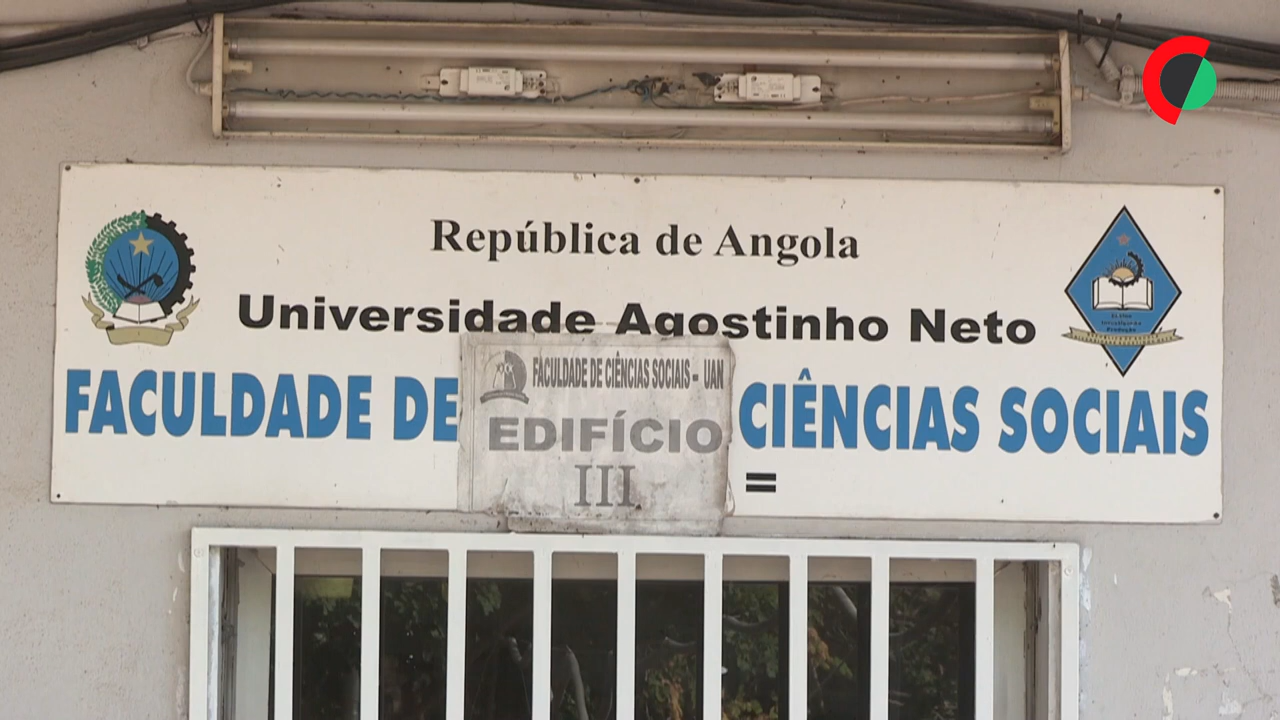 República de Angola
Universidade Agostinho Neto
FACULDADE DE CIÊNCIAS SOCIAIS
FACULDADE DE CIÊNCIAS SOCIAIS - UAN
EDIFÍCIO
III
=